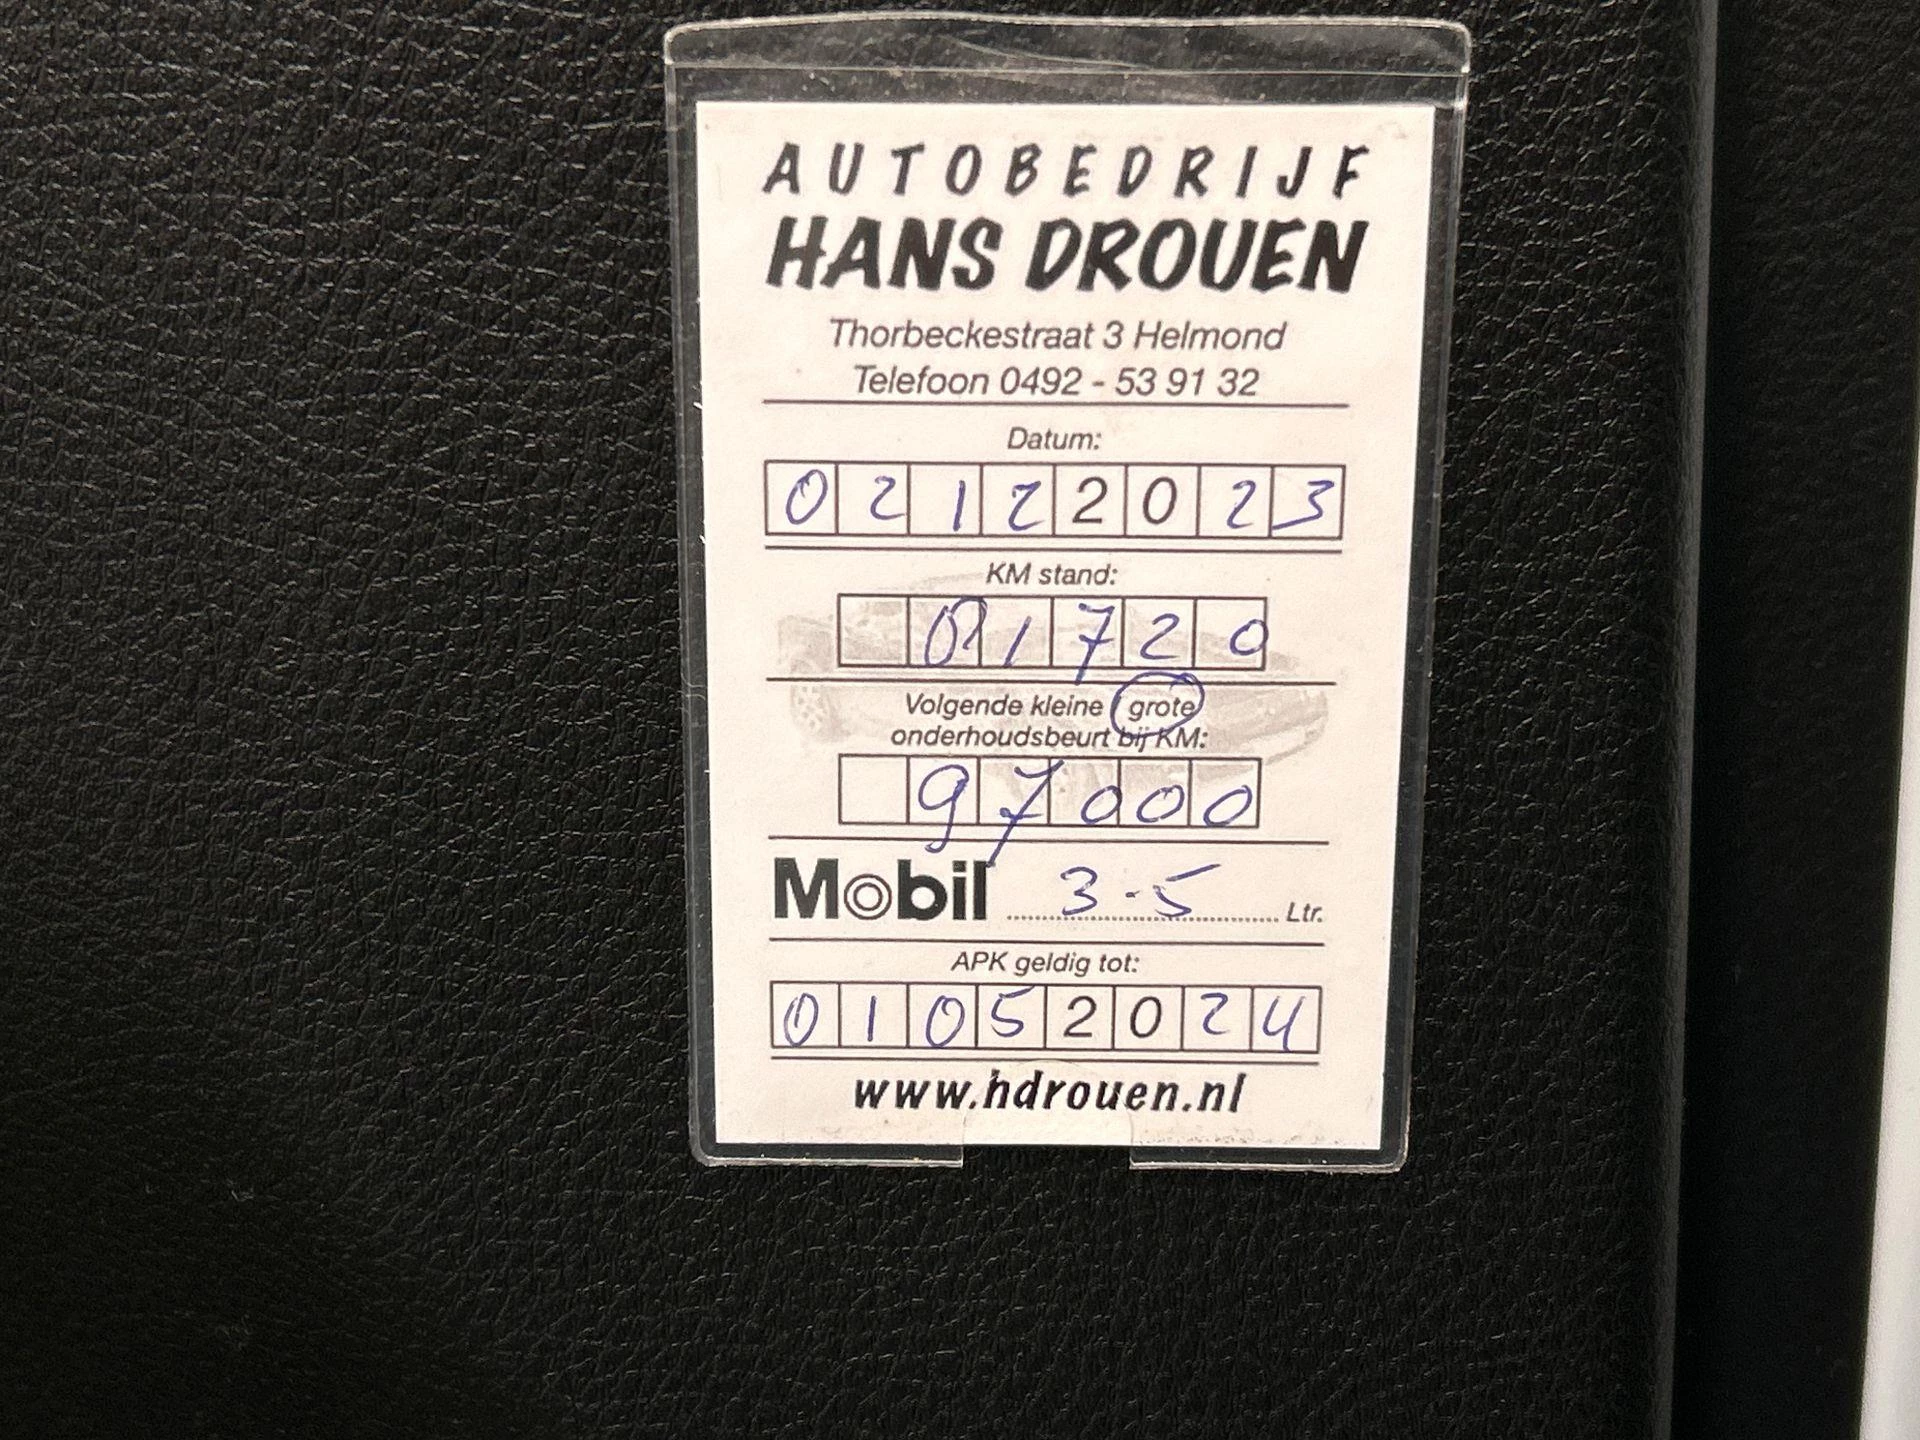 AUTOBEDRIJF
HANS DROUEN
Thorbeckestraat 3 Helmond
Telefoon 0492 - 53 91 32
Datum:
02122023
KM stand:
Volgende kleine / grote
onderhoudsbeurt bij KM:
97000
Mobil 3.5 Ltr.
APK geldig tot:
01052024
www.hdrouen.nl